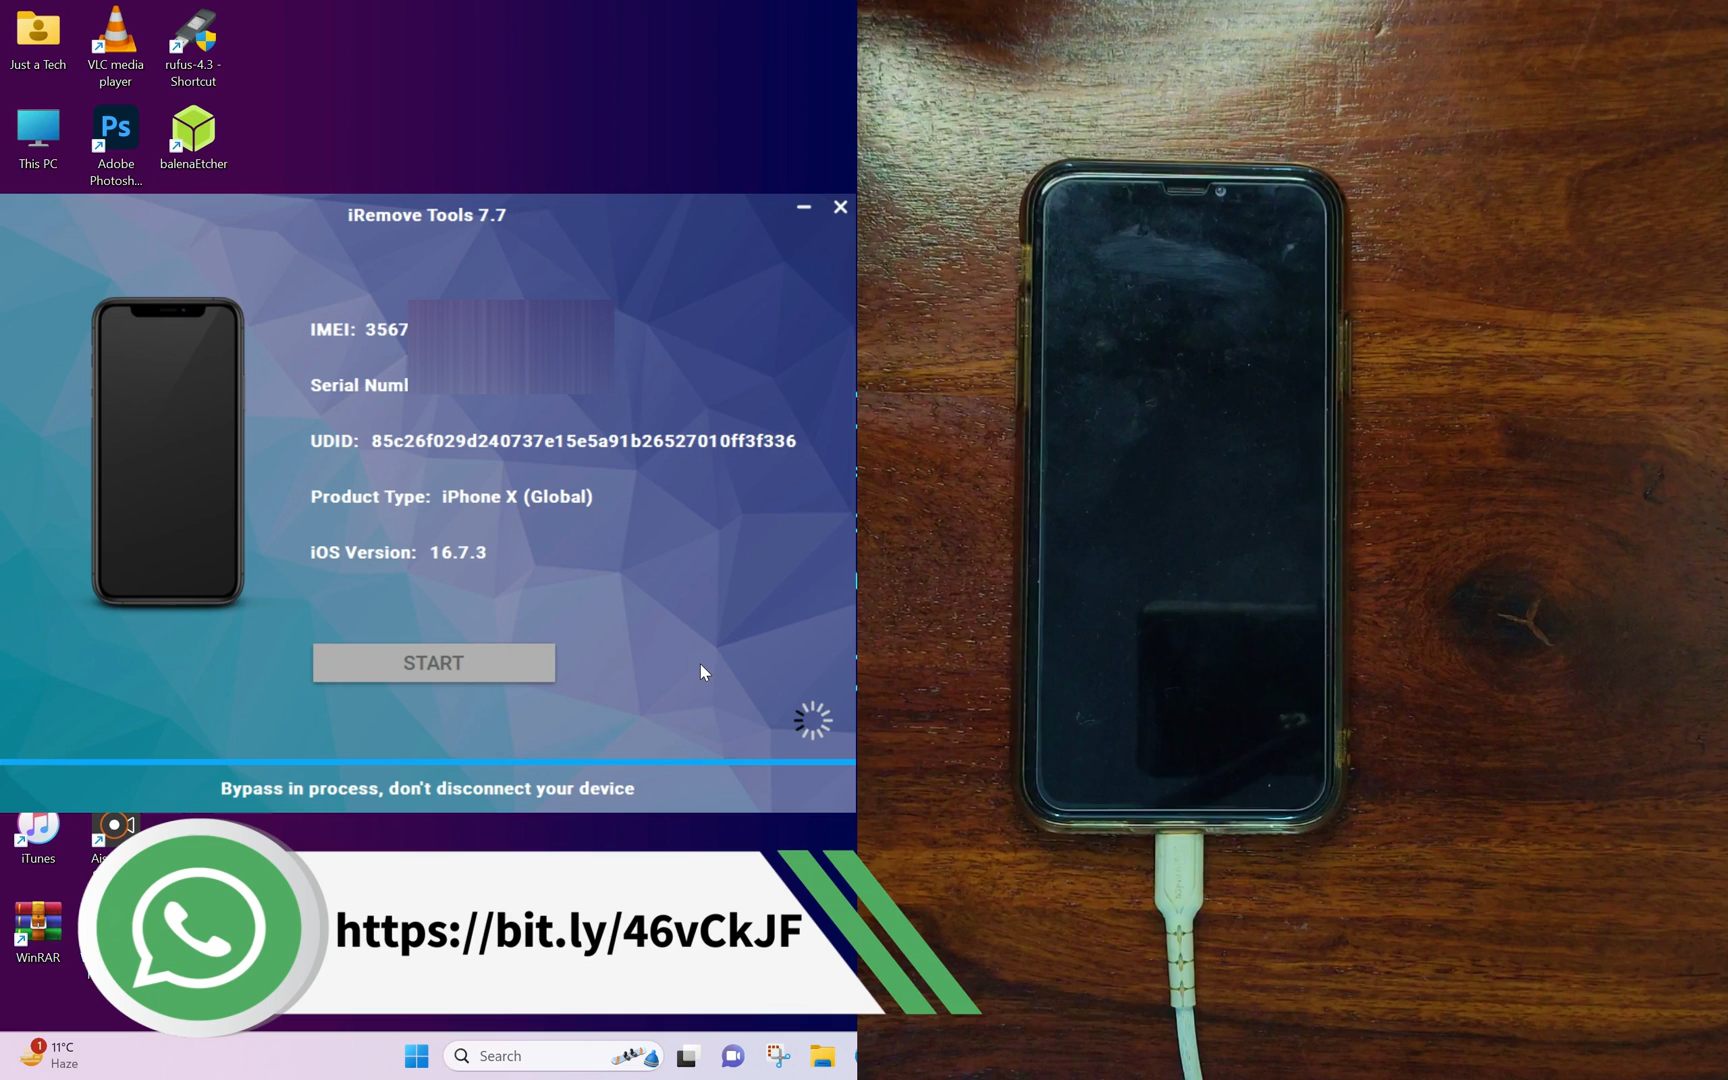 Just a Tech
VLC media
player
rufus-4.3 -
Shortcut
This PC
Ps
Adobe
Photosh...
balenaEtcher
iRemove Tools 7.7
IMEI: 3567
Serial Numl
UDID: 85c26f029d240737e15e5a91b26527010ff3f336
Product Type: iPhone X (Global)
iOS Version: 16.7.3
START
Bypass in process, don't disconnect your device
iTunes
https://bit.ly/46vCkJF
WinRAR
1
11°C
Haze
Search